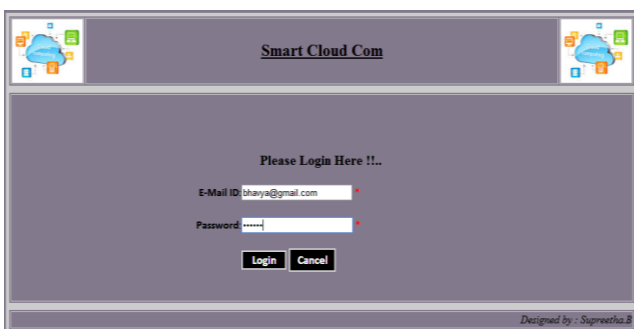 Smart Cloud Com
Please Login Here !!..
E-Mail ID: bhavya@gmail.com *
Password: •••••• *
Login Cancel
Designed by : Supreetha.B